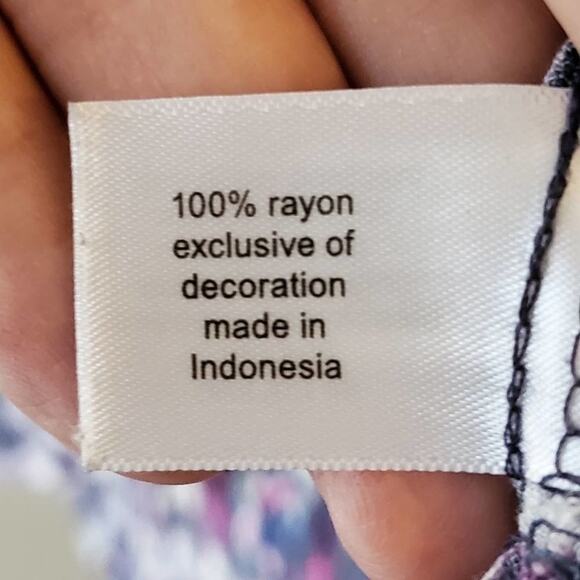 100% rayon
exclusive of
decoration
made in
Indonesia